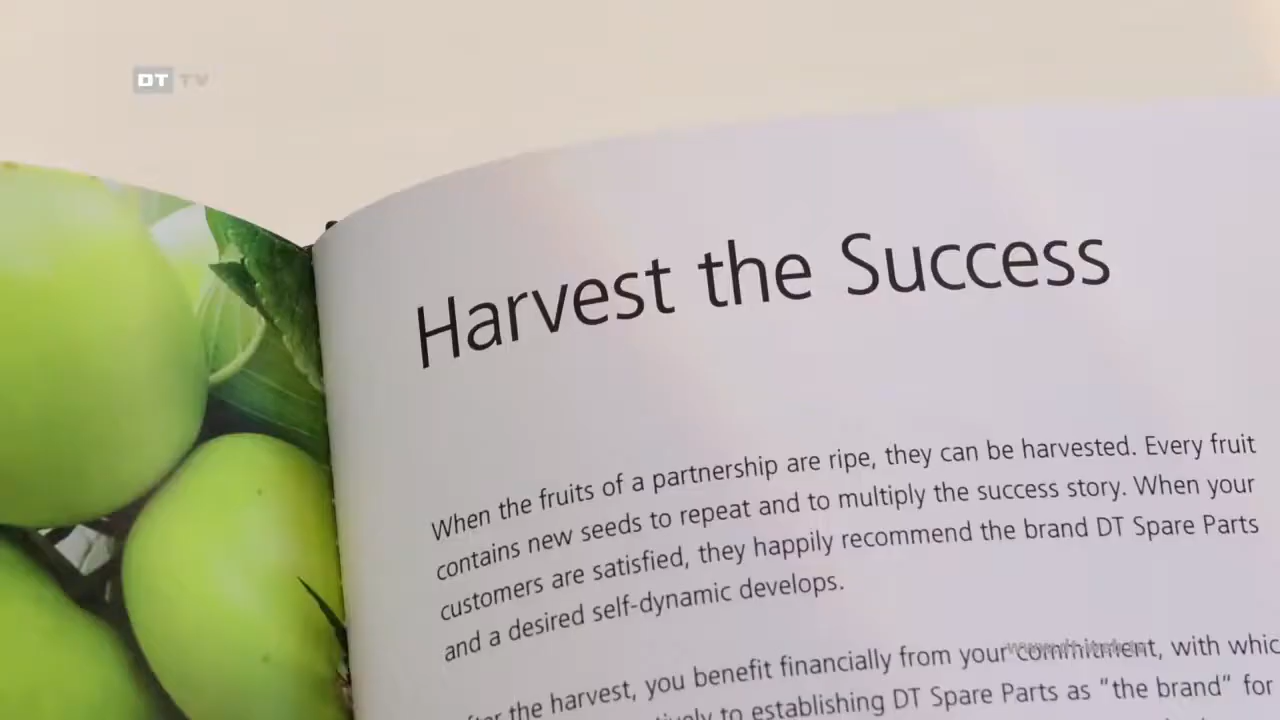 DT TV
Harvest the Success
When the fruits of a partnership are ripe, they can be harvested. Every fruit
contains new seeds to repeat and to multiply the success story. When your
customers are satisfied, they happily recommend the brand DT Spare Parts
and a desired self-dynamic develops.
the harvest, you benefit financially from your commitment, with
to establishing DT Spare Parts as "the brand" for